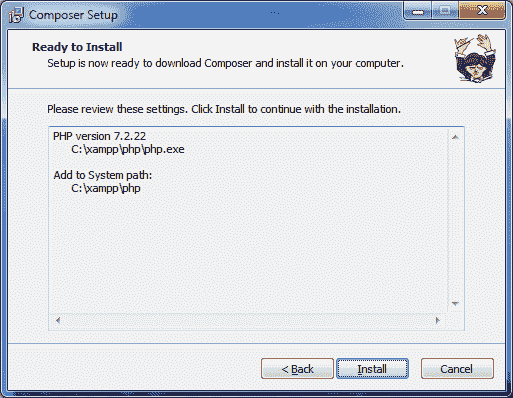 Composer Setup
Ready to Install
Setup is now ready to download Composer and install it on your computer.
Please review these settings. Click Install to continue with the installation.
PHP version 7.2.22
C:\xampp\php\php.exe
Add to System path:
C:\xampp\php
< Back
Install
Cancel